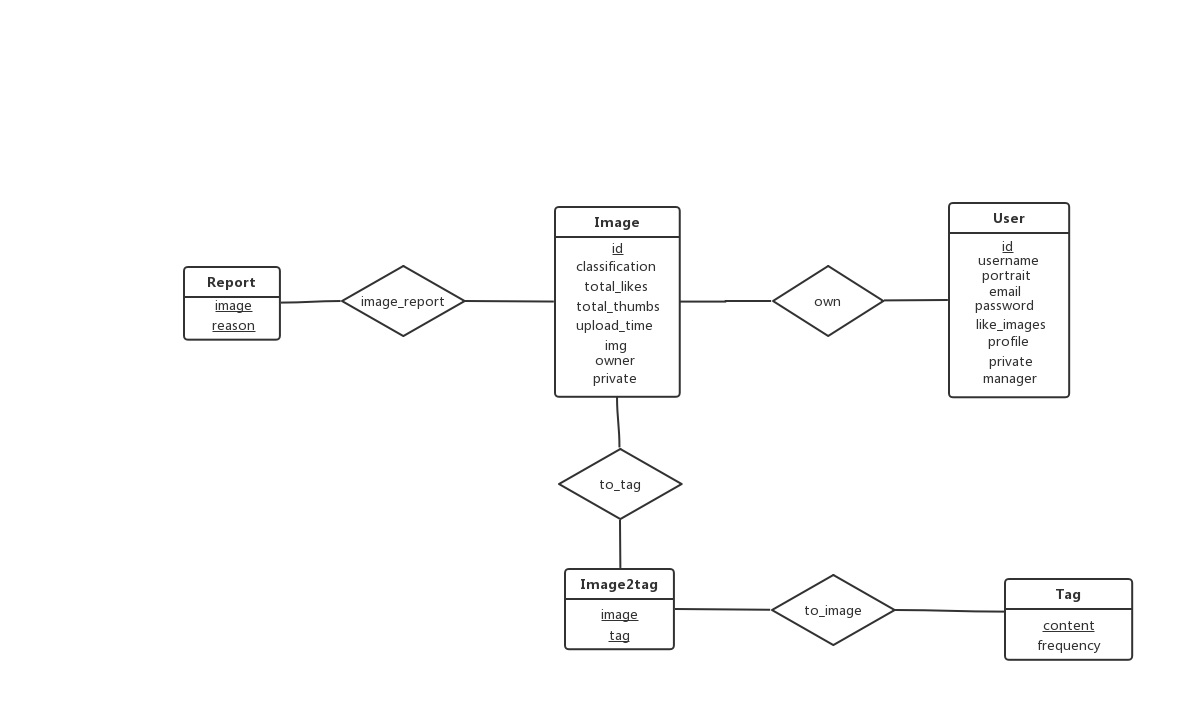 Report
image
reason
image_report
Image
id
classification
total_likes
total_thumbs
upload_time
img
owner
private
own
User
id
username
portrait
email
password
like_images
profile
private
manager
to_tag
Image2tag
image
tag
to_image
Tag
content
frequency